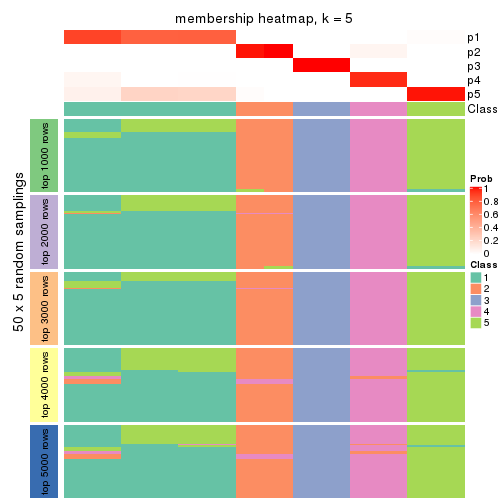 membership heatmap, k = 5
p1
p2
p3
p4
p5
Class
50 x 5 random samplings
top 1000 rows
top 2000 rows
top 3000 rows
top 4000 rows
top 5000 rows
Prob
1
0.8
0.6
0.4
0.2
0
Class
1
2
3
4
5